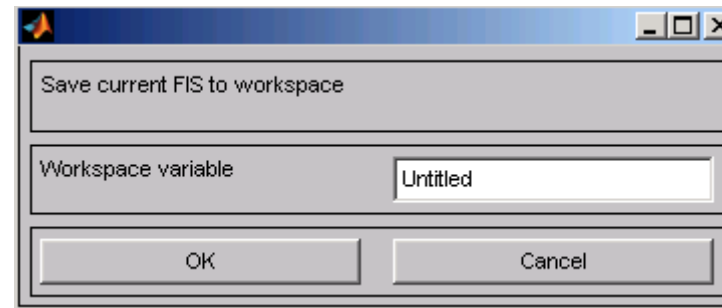 Save current FIS to workspace
Workspace variable Untitled
OK Cancel